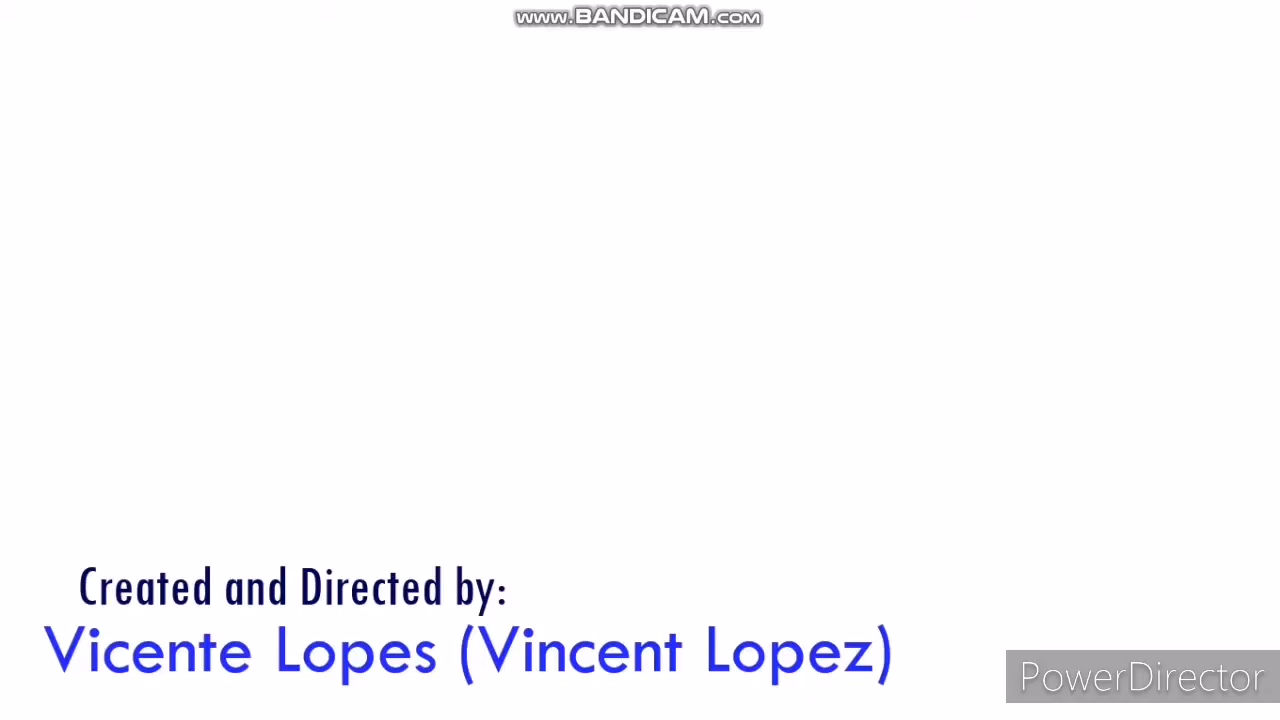 www.BANDICAM.com
Created and Directed by:
Vicente Lopes (Vincent Lopez)
PowerDirector